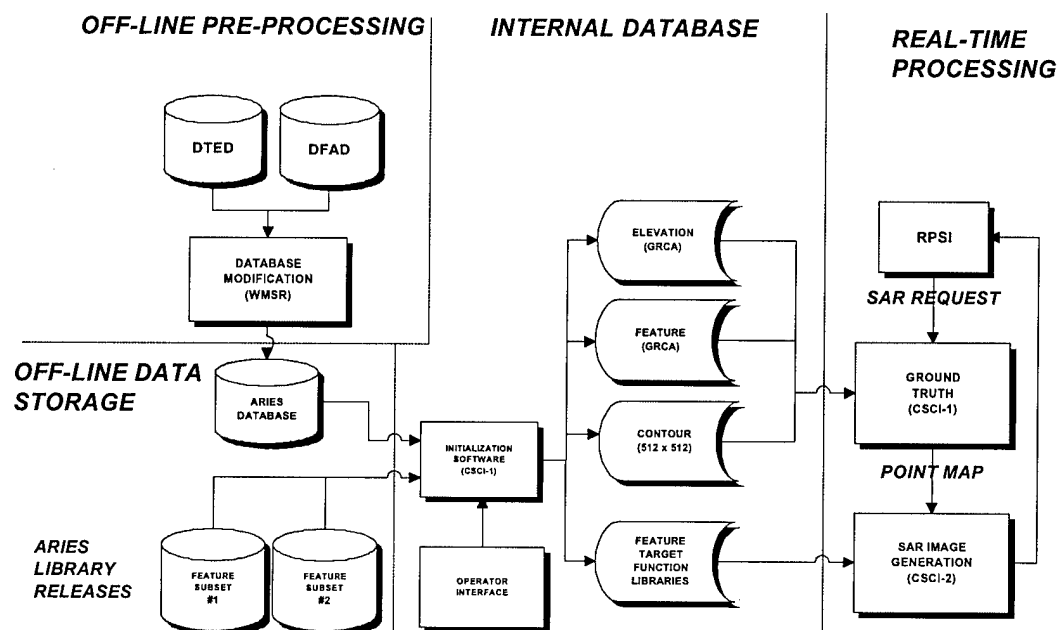 OFF-LINE PRE-PROCESSING
INTERNAL DATABASE
REAL-TIME
PROCESSING
DTED
DFAD
DATABASE
MODIFICATION
(WMSR)
OFF-LINE DATA
STORAGE
ARIES
DATABASE
ARIES
LIBRARY
RELEASES
FEATURE
SUBSET
#1
FEATURE
SUBSET
#2
INITIALIZATION
SOFTWARE
(CSCI-1)
OPERATOR
INTERFACE
ELEVATION
(GRCA)
FEATURE
(GRCA)
CONTOUR
(512 x 512)
FEATURE
TARGET
FUNCTION
LIBRARIES
RPSI
SAR REQUEST
GROUND
TRUTH
(CSCI-1)
POINT MAP
SAR IMAGE
GENERATION
(CSCI-2)